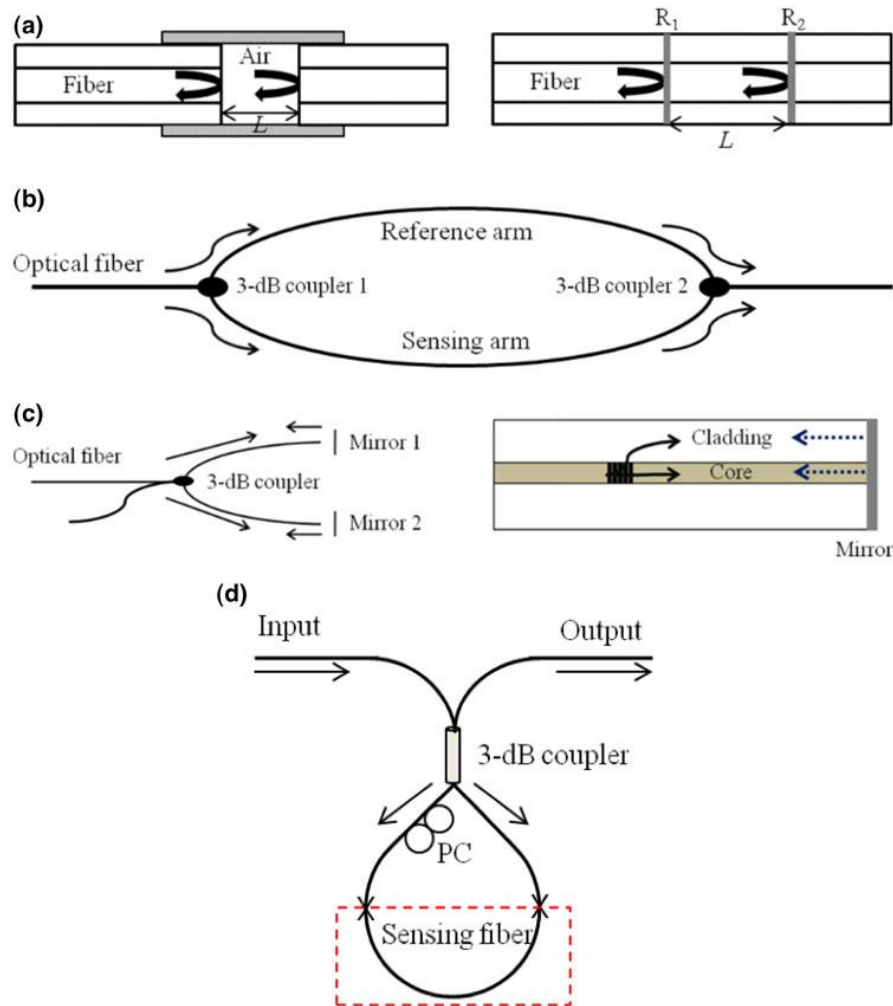 (a)
Air
Fiber
L
R1
R2
Fiber
L
(b)
Reference arm
Optical fiber
3-dB coupler 1
3-dB coupler 2
Sensing arm
(c)
Optical fiber
Mirror 1
3-dB coupler
Mirror 2
Cladding
Core
Mirror
(d)
Input
Output
3-dB coupler
PC
Sensing fiber